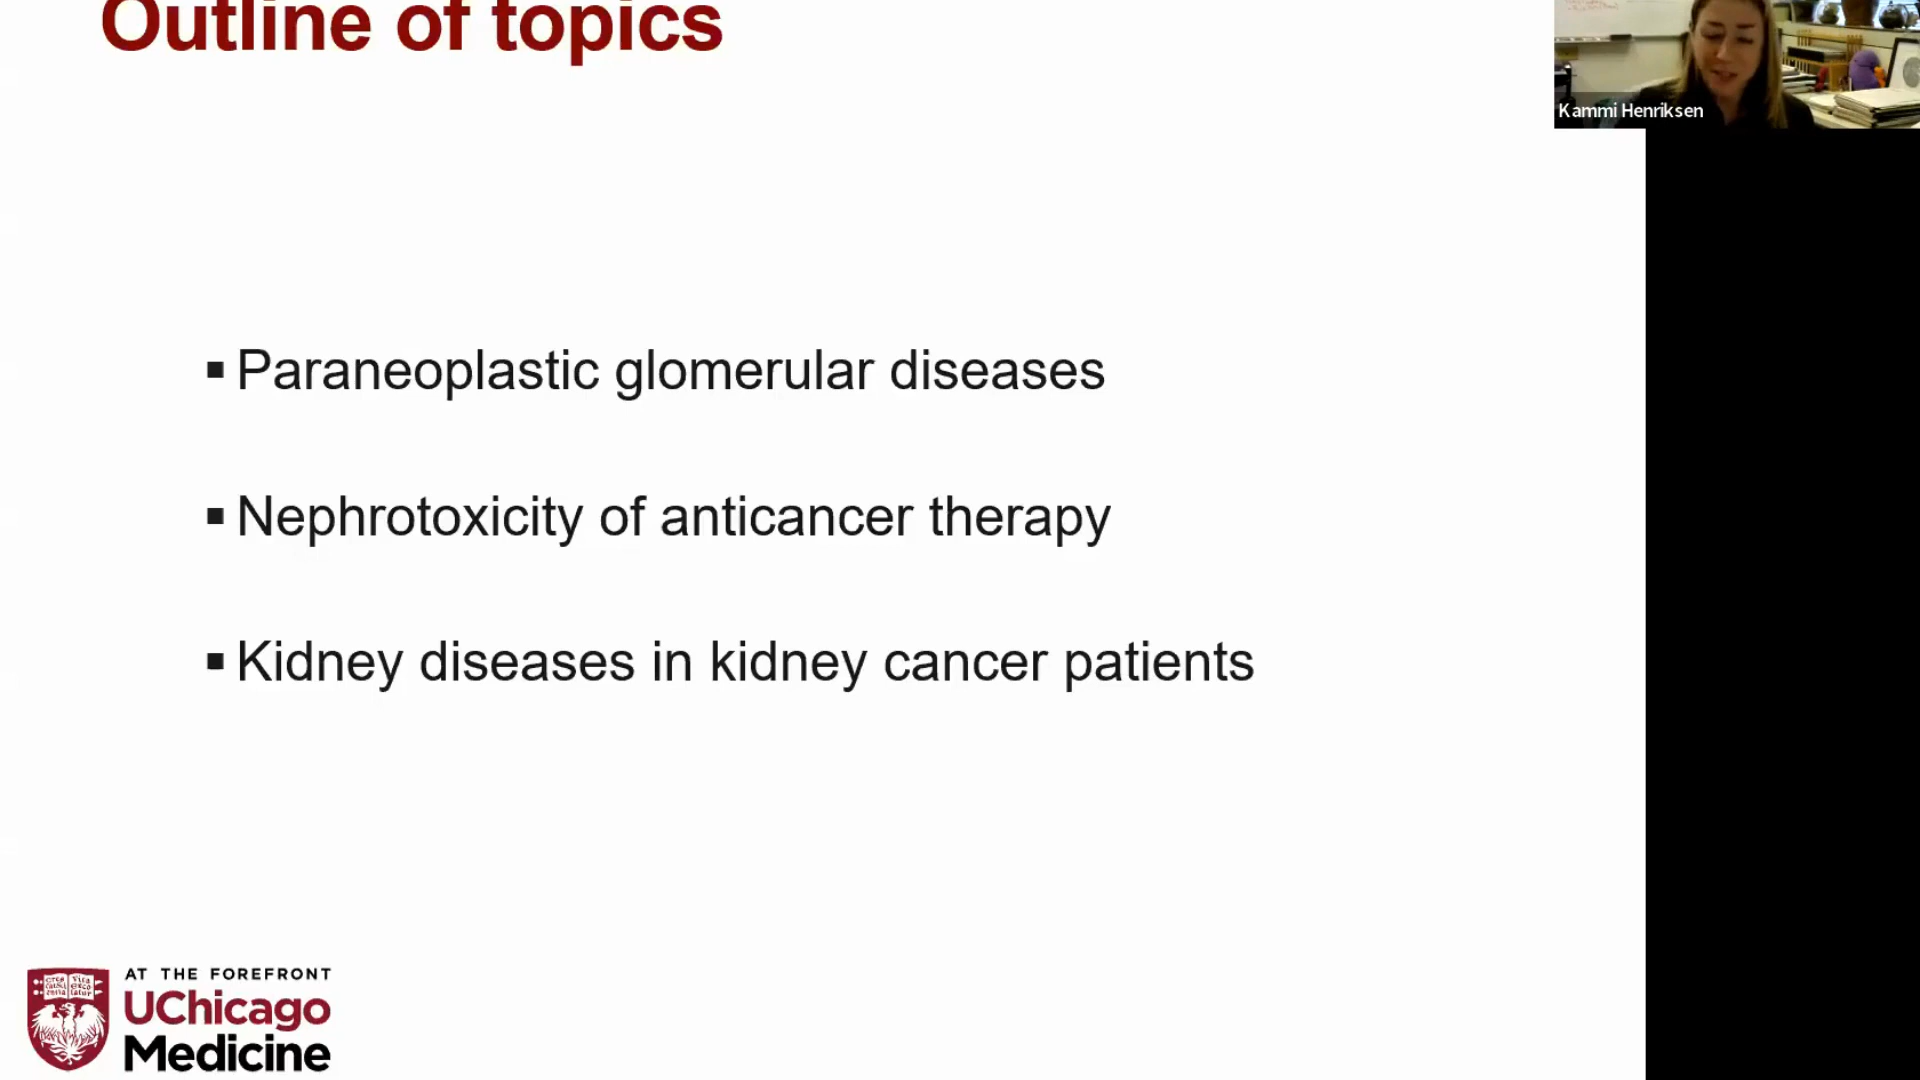 Outline of topics
Kammi Henriksen
▪ Paraneoplastic glomerular diseases
▪ Nephrotoxicity of anticancer therapy
▪ Kidney diseases in kidney cancer patients
AT THE FOREFRONT
UChicago
Medicine